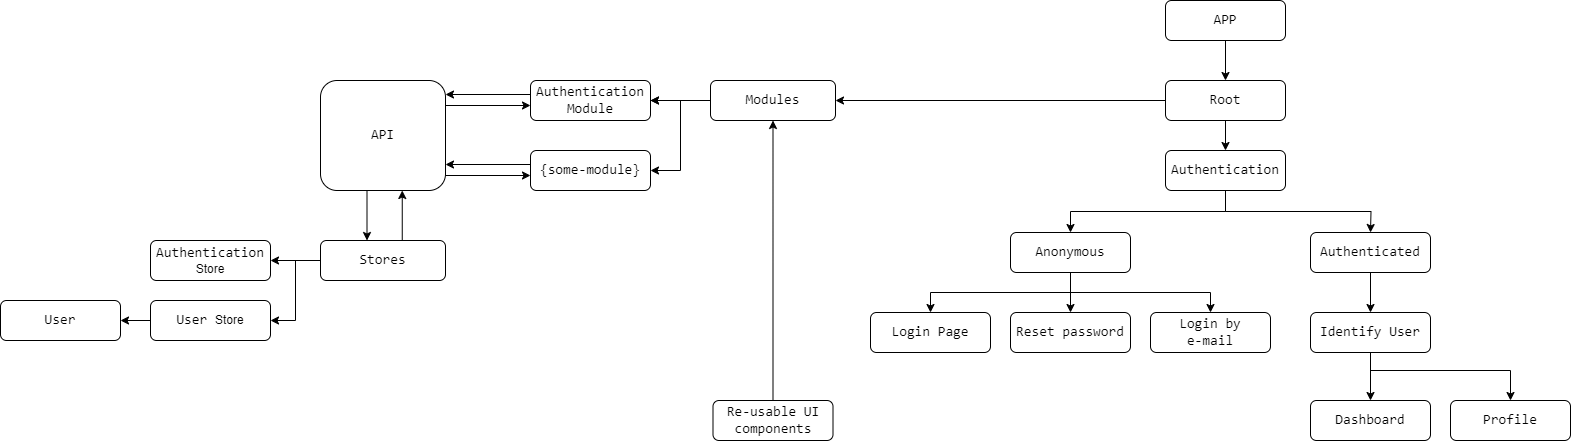 APP
Authentication
Module
Modules
Root
API
{some-module}
Authentication
Authentication
Store
Stores
Anonymous
Authenticated
User
User Store
Login Page
Reset password
Login by
e-mail
Identify User
Re-usable UI
components
Dashboard
Profile